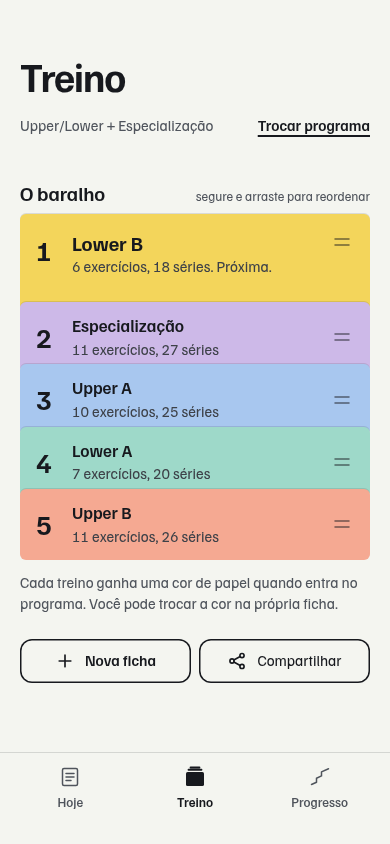 Treino
Upper/Lower + Especialização
Trocar programa
O baralho
segure e arraste para reordenar
1
Lower B
6 exercícios, 18 séries. Próxima.
2
Especialização
11 exercícios, 27 séries
3
Upper A
10 exercícios, 25 séries
4
Lower A
7 exercícios, 20 séries
5
Upper B
11 exercícios, 26 séries
Cada treino ganha uma cor de papel quando entra no
programa. Você pode trocar a cor na própria ficha.
Nova ficha
Compartilhar
Hoje
Treino
Progresso